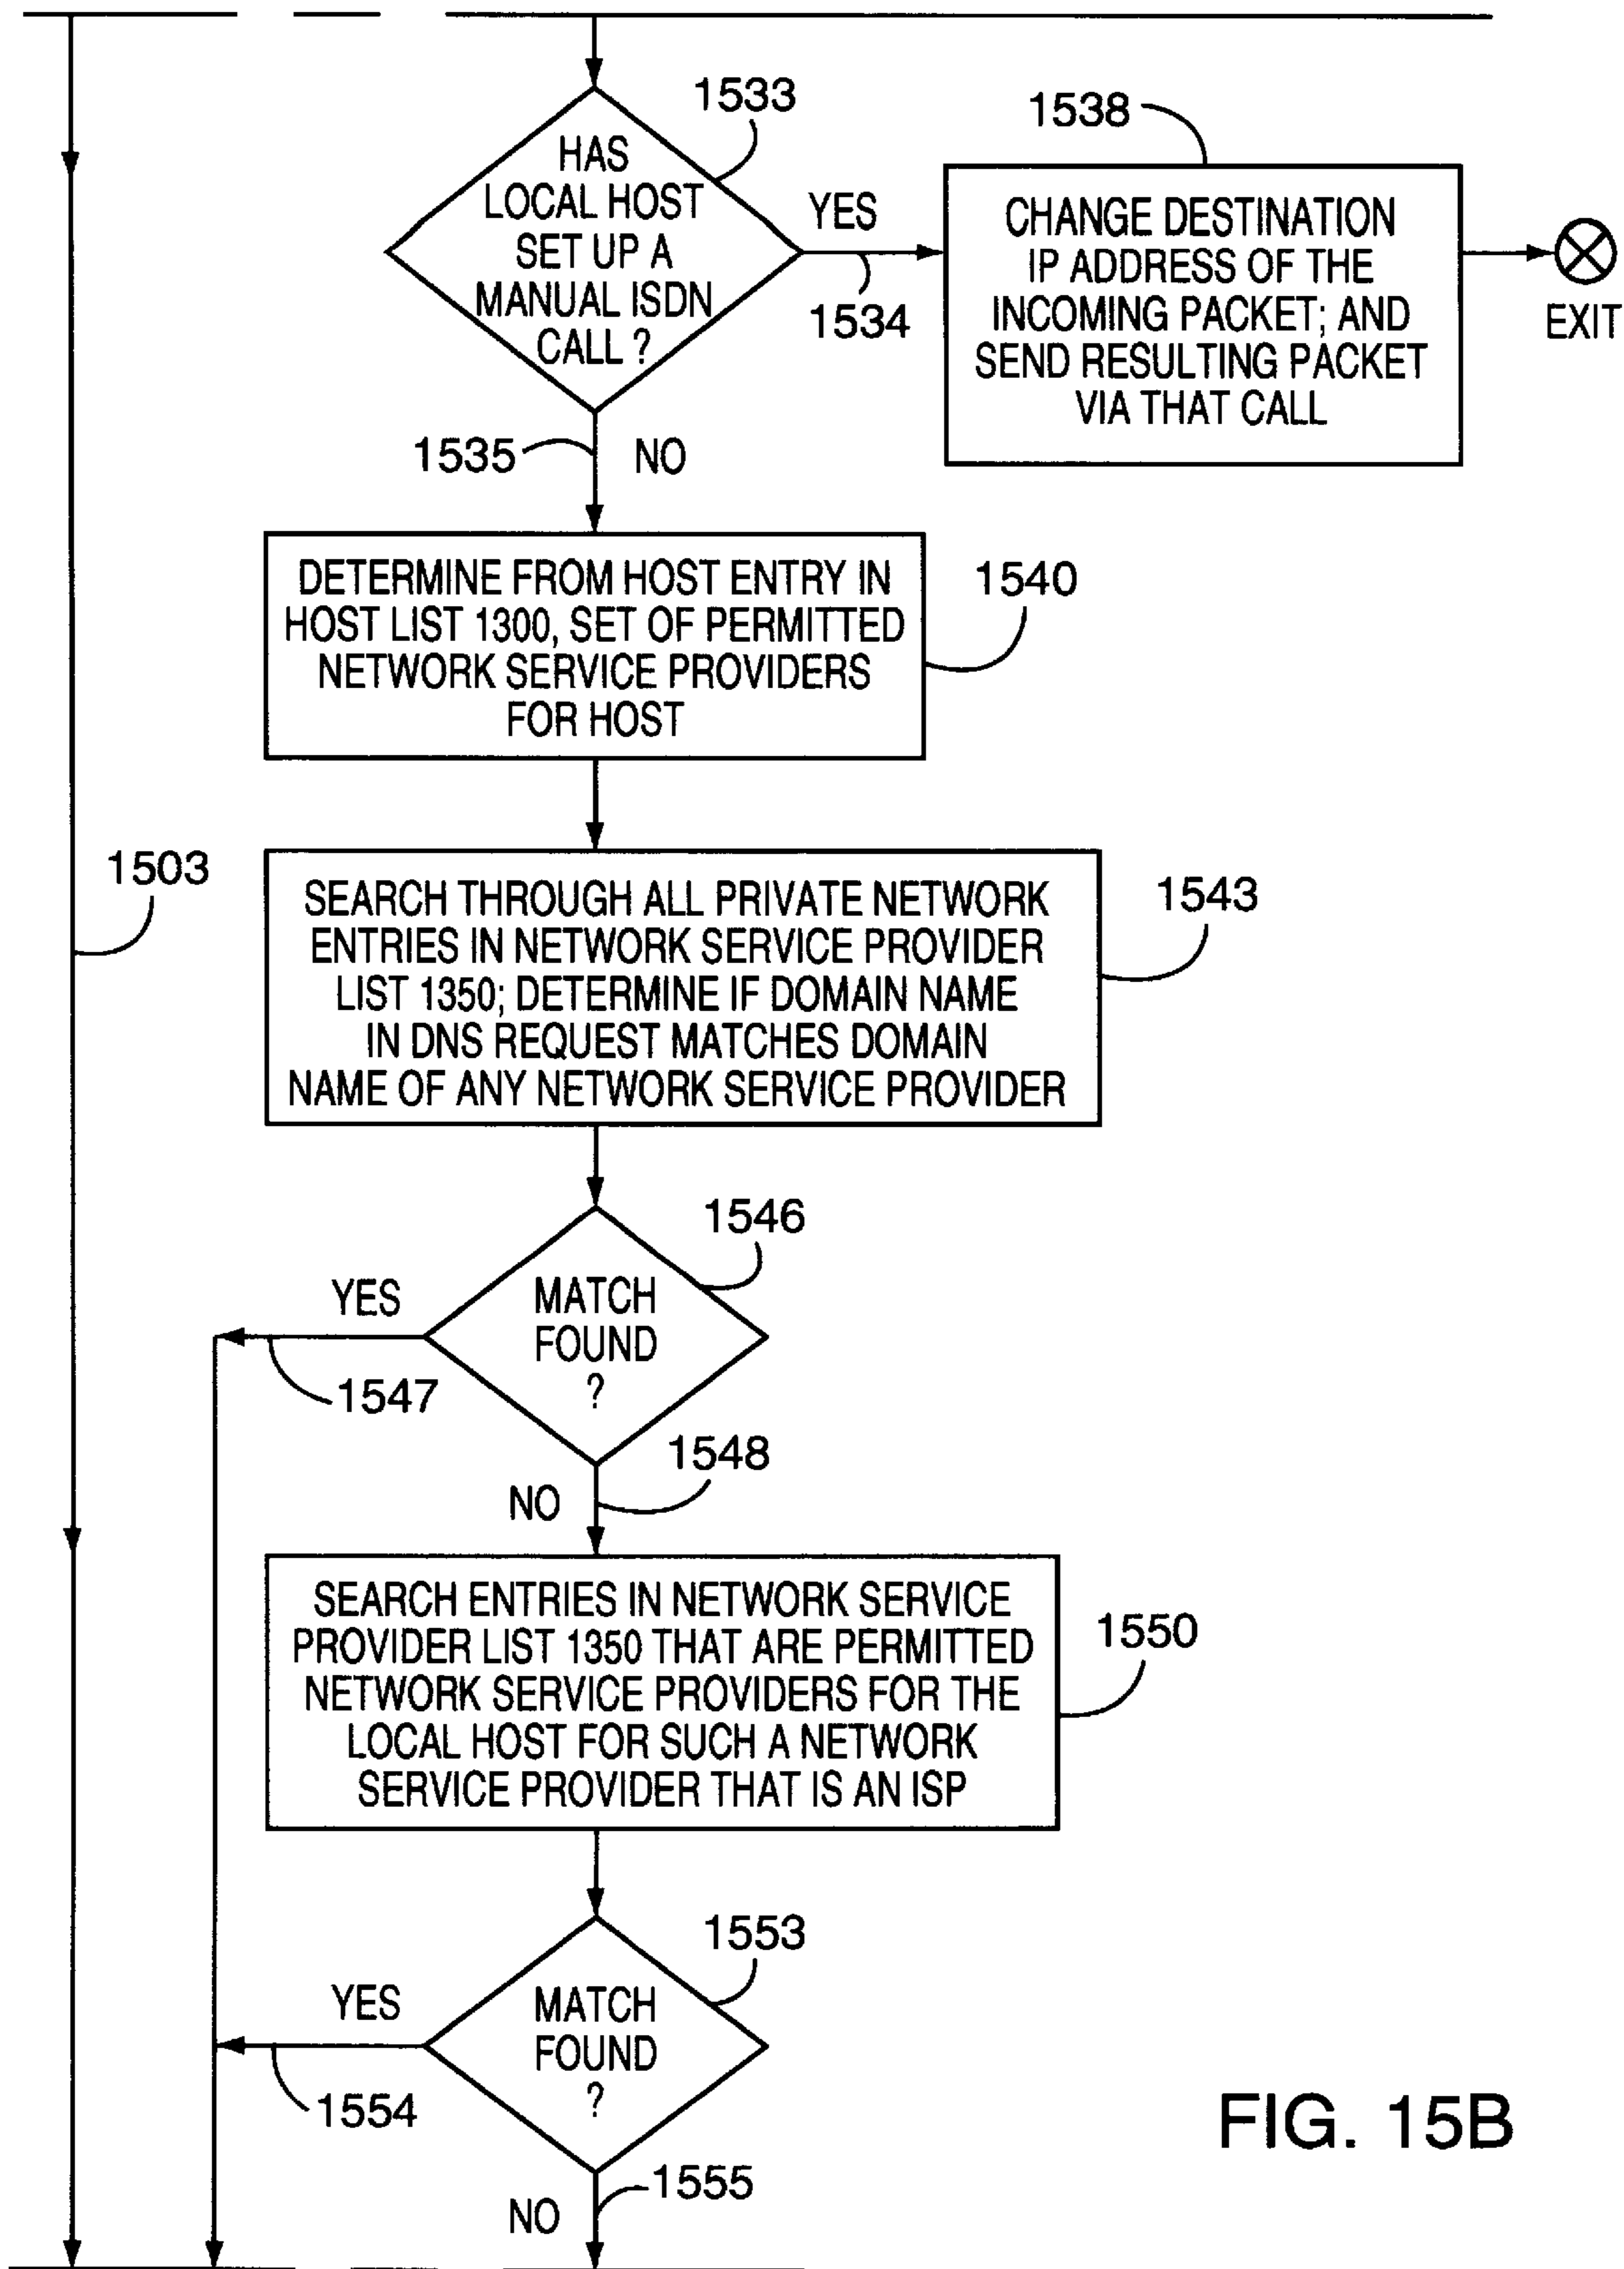 1533
HAS
LOCAL HOST
SET UP A
MANUAL ISDN
CALL ?
YES
1534
1538
CHANGE DESTINATION
IP ADDRESS OF THE
INCOMING PACKET; AND
SEND RESULTING PACKET
VIA THAT CALL
EXIT
1535
NO
DETERMINE FROM HOST ENTRY IN
HOST LIST 1300, SET OF PERMITTED
NETWORK SERVICE PROVIDERS
FOR HOST
1540
1503
SEARCH THROUGH ALL PRIVATE NETWORK
ENTRIES IN NETWORK SERVICE PROVIDER
LIST 1350; DETERMINE IF DOMAIN NAME
IN DNS REQUEST MATCHES DOMAIN
NAME OF ANY NETWORK SERVICE PROVIDER
1543
1546
MATCH
FOUND
?
YES
1547
1548
NO
SEARCH ENTRIES IN NETWORK SERVICE
PROVIDER LIST 1350 THAT ARE PERMITTED
NETWORK SERVICE PROVIDERS FOR THE
LOCAL HOST FOR SUCH A NETWORK
SERVICE PROVIDER THAT IS AN ISP
1550
1553
MATCH
FOUND
?
YES
1554
1555
NO
FIG. 15B